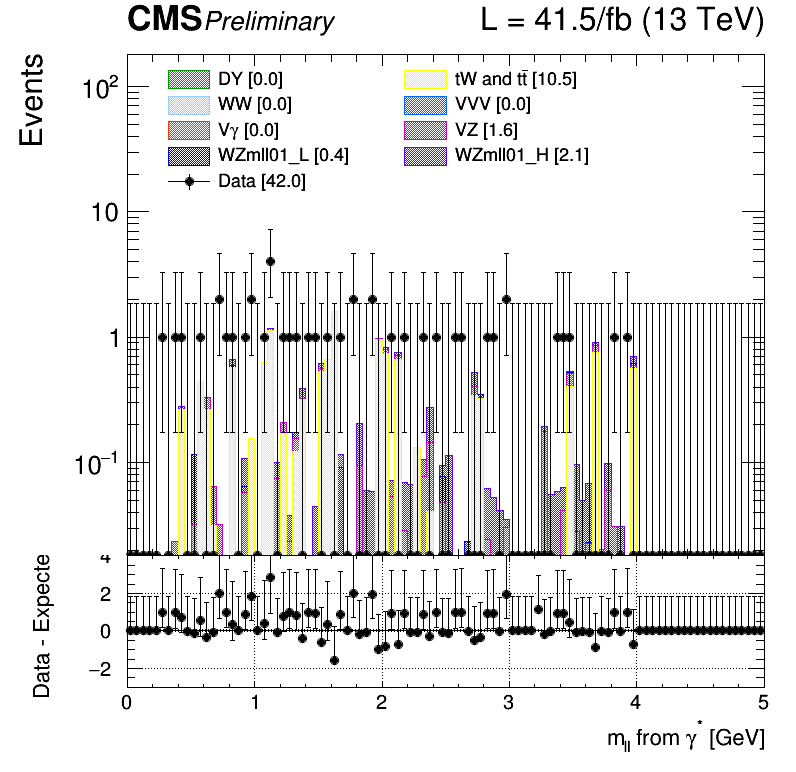 CMS Preliminary L = 41.5/fb (13 TeV)
Events
10²
10
1
10⁻¹
DY [0.0]
tW and tt̄ [10.5]
WW [0.0]
VVV [0.0]
Vγ [0.0]
VZ [1.6]
WZmll01_L [0.4]
WZmll01_H [2.1]
Data [42.0]
Data - Expecte
4
2
0
−2
0 1 2 3 4 5
m_ll from γ* [GeV]